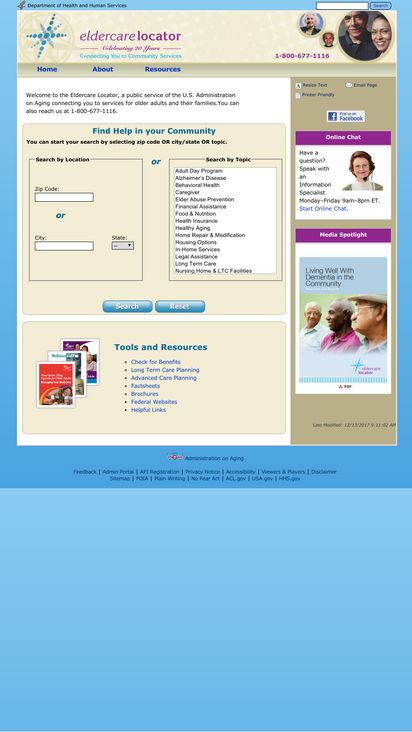 Department of Health and Human Services
Search
eldercare locator
Celebrating 20 Years
Connecting You to Community Services
1-800-677-1116
Home About Resources
Welcome to the Eldercare Locator, a public service of the U.S. Administration
on Aging connecting you to services for older adults and their families.You can
also reach us at 1-800-677-1116.
Find Help in your Community
You can start your search by selecting zip code OR city/state OR topic.
Search by Location
Zip Code:
or
City:
State:
--
or
Search by Topic
Adult Day Program
Alzheimer's Disease
Behavioral Health
Caregiver
Elder Abuse Prevention
Financial Assistance
Food & Nutrition
Health Insurance
Healthy Aging
Home Repair & Modification
Housing Options
In-Home Services
Legal Assistance
Long Term Care
Nursing Home & LTC Facilities
Search Reset
Tools and Resources
Check for Benefits
Long Term Care Planning
Advanced Care Planning
Factsheets
Brochures
Federal Websites
Helpful Links
Resize Text Email Page
Printer Friendly
Find us on
Facebook
Online Chat
Have a
question?
Speak with
an
Information
Specialist
Monday-Friday 9am-8pm ET.
Start Online Chat.
Media Spotlight
Living Well With
Dementia in the
Community
eldercare
locator
PDF
Last Modified: 12/13/2017 9:11:02 AM
Administration on Aging
Feedback | Admin Portal | API Registration | Privacy Notice | Accessibility | Viewers & Players | Disclaimer
Sitemap | FOIA | Plain Writing | No Fear Act | ACL.gov | USA.gov | HHS.gov